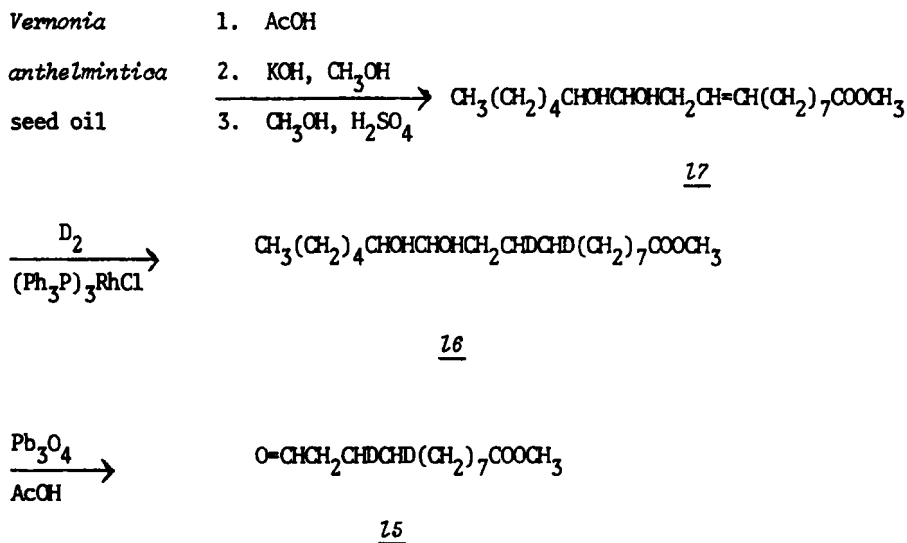 Vernonia 1. AcOH
anthelmintica 2. KOH, CH3OH
seed oil 3. CH3OH, H2SO4
CH3(CH2)4CHOHCHOHCH2CH=CH(CH2)7COOCH3
17
D2
(Ph3P)3RhCl
CH3(CH2)4CHOHCHOHCH2CHDCHD(CH2)7COOCH3
16
Pb3O4
AcOH
O=CHCH2CHDCHD(CH2)7COOCH3
15